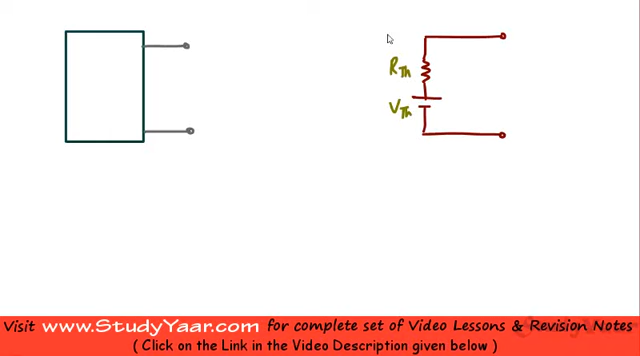 RTh
VTh
Visit www.StudyYaar.com for complete set of Video Lessons & Revision Notes
( Click on the Link in the Video Description given below )